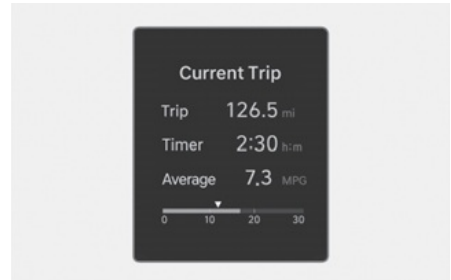 Current Trip
Trip 126.5 mi
Timer 2:30 h:m
Average 7.3 MPG
0 10 20 30